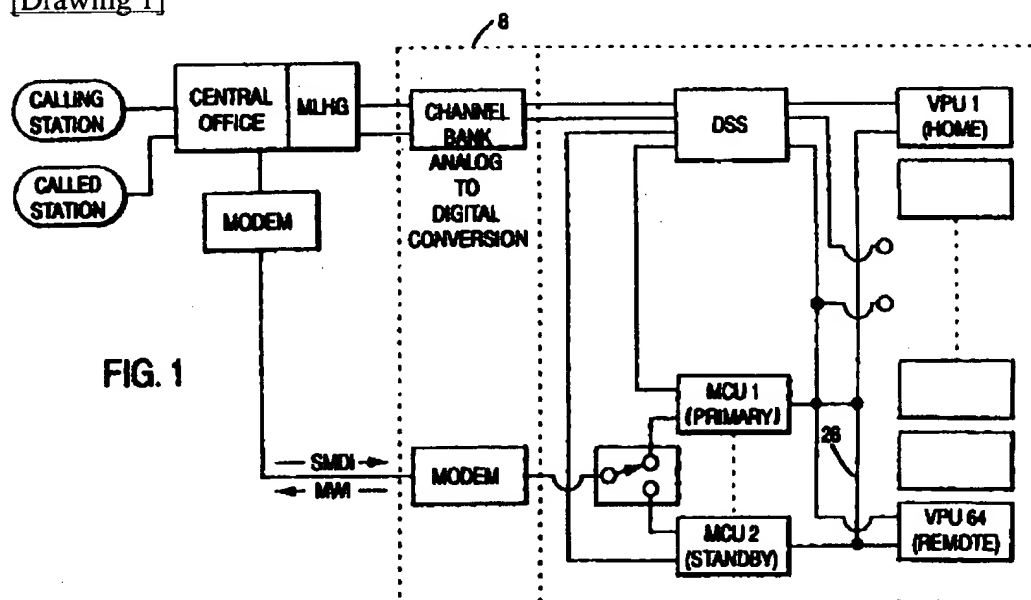 [Drawing 1]
8
CALLING
STATION
CENTRAL
OFFICE
MLHG
CHANNEL
BANK
ANALOG
TO
DIGITAL
CONVERSION
DSS
VPU 1
(HOME)
CALLED
STATION
MODEM
FIG. 1
MCU 1
(PRIMARY)
26
SMDI
MWI
MODEM
MCU 2
(STANDBY)
VPU 64
(REMOTE)